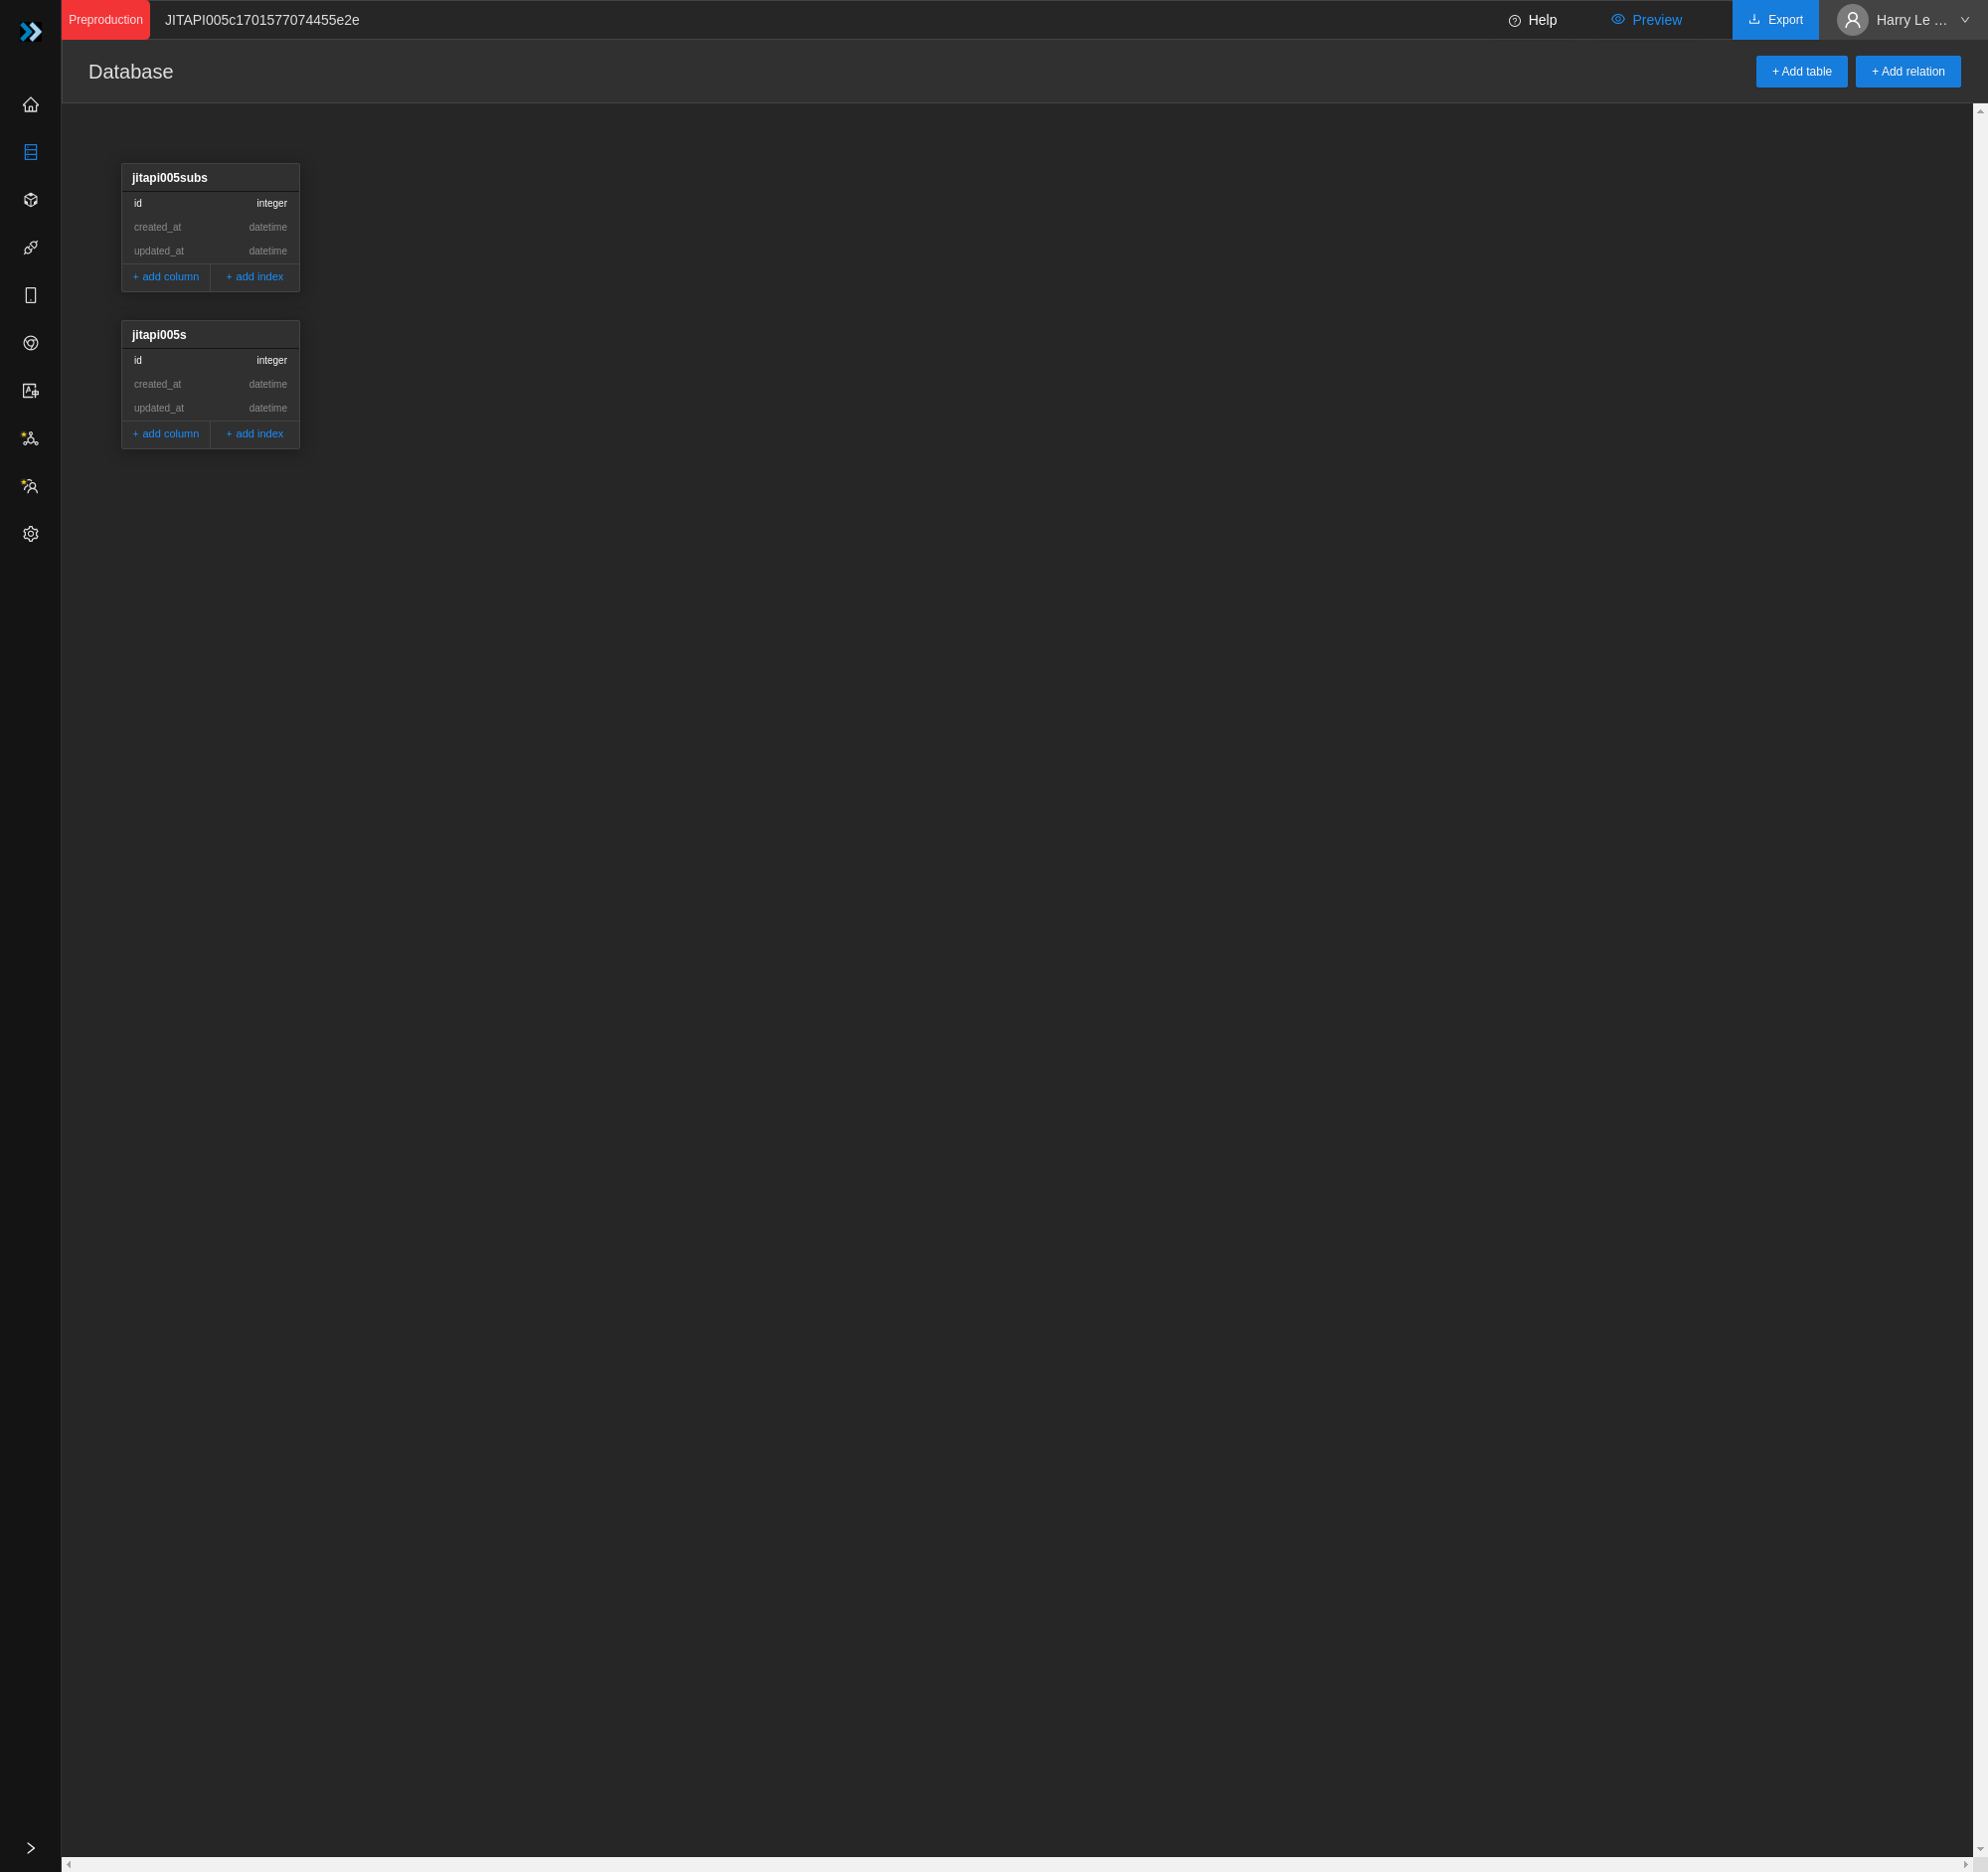 Preproduction JITAPI005c1701577074455e2e Help Preview Export Harry Le ...
Database + Add table + Add relation
jitapi005subs
id integer
created_at datetime
updated_at datetime
+ add column + add index
jitapi005s
id integer
created_at datetime
updated_at datetime
+ add column + add index